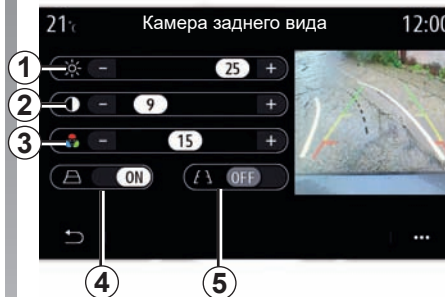 21°c Камера заднего вида 12:00
1 - 25 +
2 - 9 +
3 - 15 +
ON OFF
4 5